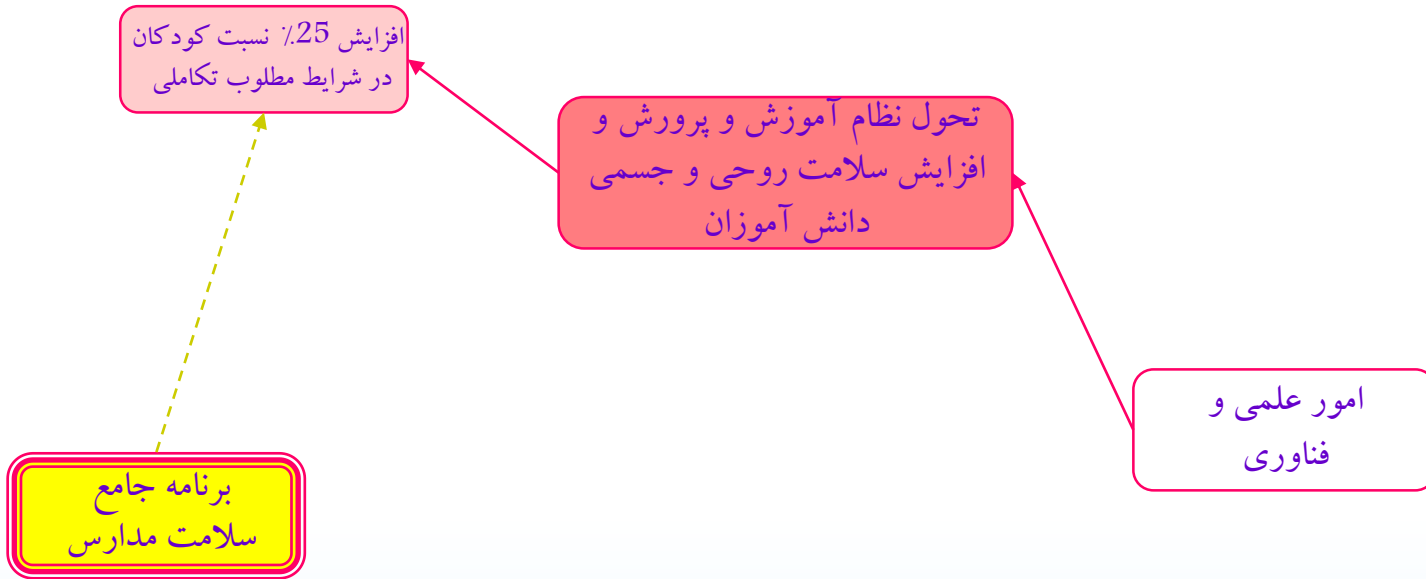 افزایش 25٪ نسبت کودکان
در شرایط مطلوب تکاملی
تحول نظام آموزش و پرورش و
افزایش سلامت روحی و جسمی
دانش آموزان
امور علمی و
فناوری
برنامه جامع
سلامت مدارس